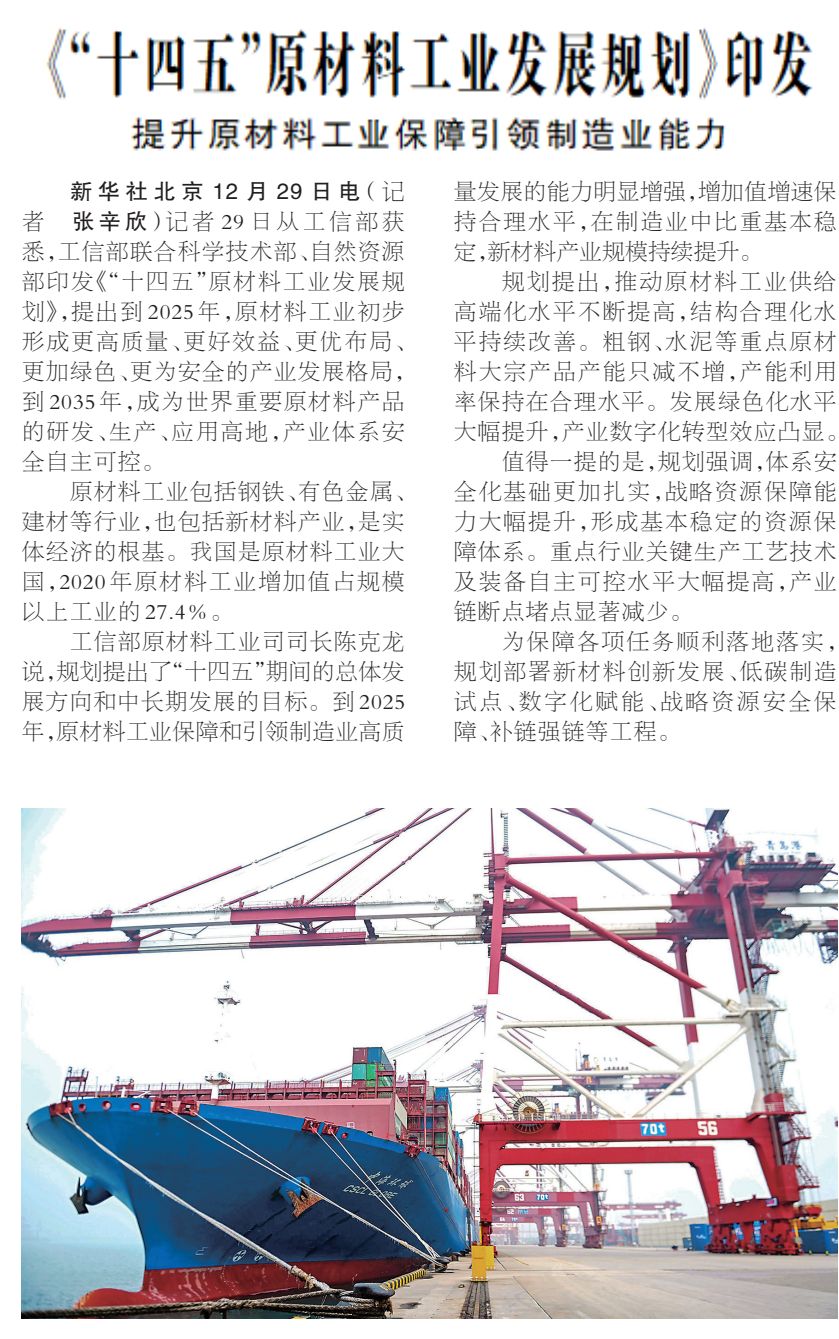 《“十四五”原材料工业发展规划》印发
提升原材料工业保障引领制造业能力
新华社北京12月29日电(记
者 张辛欣)记者29日从工信部获
悉,工信部联合科学技术部、自然资源
部印发《“十四五”原材料工业发展规
划》,提出到2025年,原材料工业初步
形成更高质量、更好效益、更优布局、
更加绿色、更为安全的产业发展格局,
到2035年,成为世界重要原材料产品
的研发、生产、应用高地,产业体系安
全自主可控。
原材料工业包括钢铁、有色金属、
建材等行业,也包括新材料产业,是实
体经济的根基。我国是原材料工业大
国,2020年原材料工业增加值占规模
以上工业的27.4%。
工信部原材料工业司司长陈克龙
说,规划提出了“十四五”期间的总体发
展方向和中长期发展的目标。到2025
年,原材料工业保障和引领制造业高质
量发展的能力明显增强,增加值增速保
持合理水平,在制造业中比重基本稳
定,新材料产业规模持续提升。
规划提出,推动原材料工业供给
高端化水平不断提高,结构合理化水
平持续改善。粗钢、水泥等重点原材
料大宗产品产能只减不增,产能利用
率保持在合理水平。发展绿色化水平
大幅提升,产业数字化转型效应凸显。
值得一提的是,规划强调,体系安
全化基础更加扎实,战略资源保障能
力大幅提升,形成基本稳定的资源保
障体系。重点行业关键生产工艺技术
及装备自主可控水平大幅提高,产业
链断点堵点显著减少。
为保障各项任务顺利落地落实,
规划部署新材料创新发展、低碳制造
试点、数字化赋能、战略资源安全保
障、补链强链等工程。
青岛港
70t 56
CSCL GLOBE
63 70t